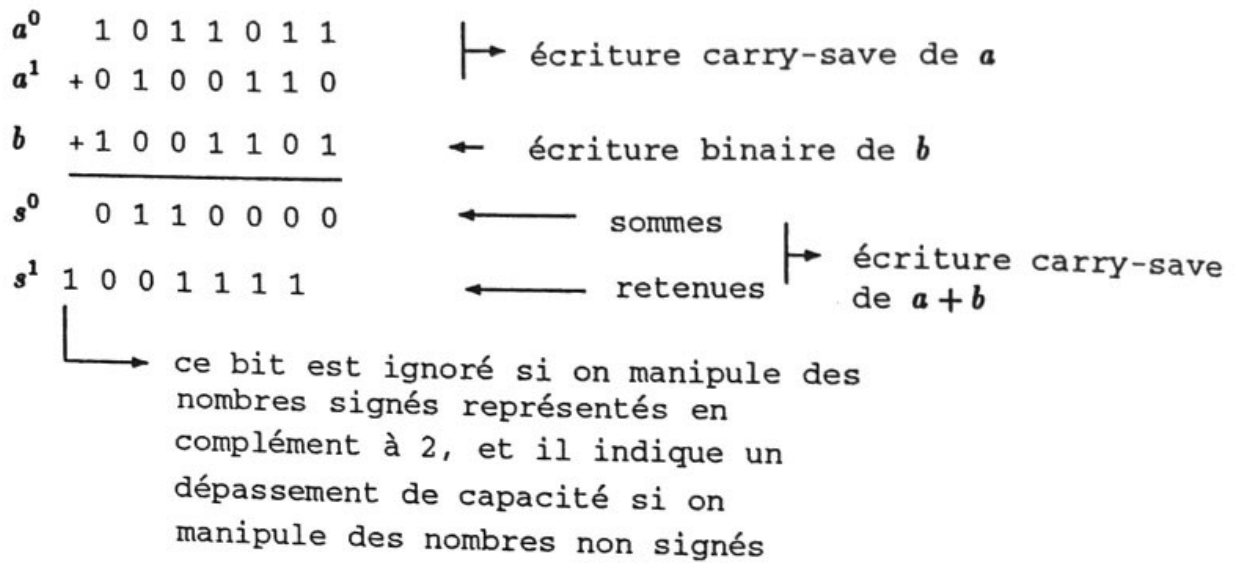 a⁰ 1 0 1 1 0 1 1
écriture carry-save de a
a¹ + 0 1 0 0 1 1 0
b + 1 0 0 1 1 0 1 écriture binaire de b
s⁰ 0 1 1 0 0 0 0 sommes
écriture carry-save
s¹ 1 0 0 1 1 1 1 retenues
de a + b
ce bit est ignoré si on manipule des
nombres signés représentés en
complément à 2, et il indique un
dépassement de capacité si on
manipule des nombres non signés